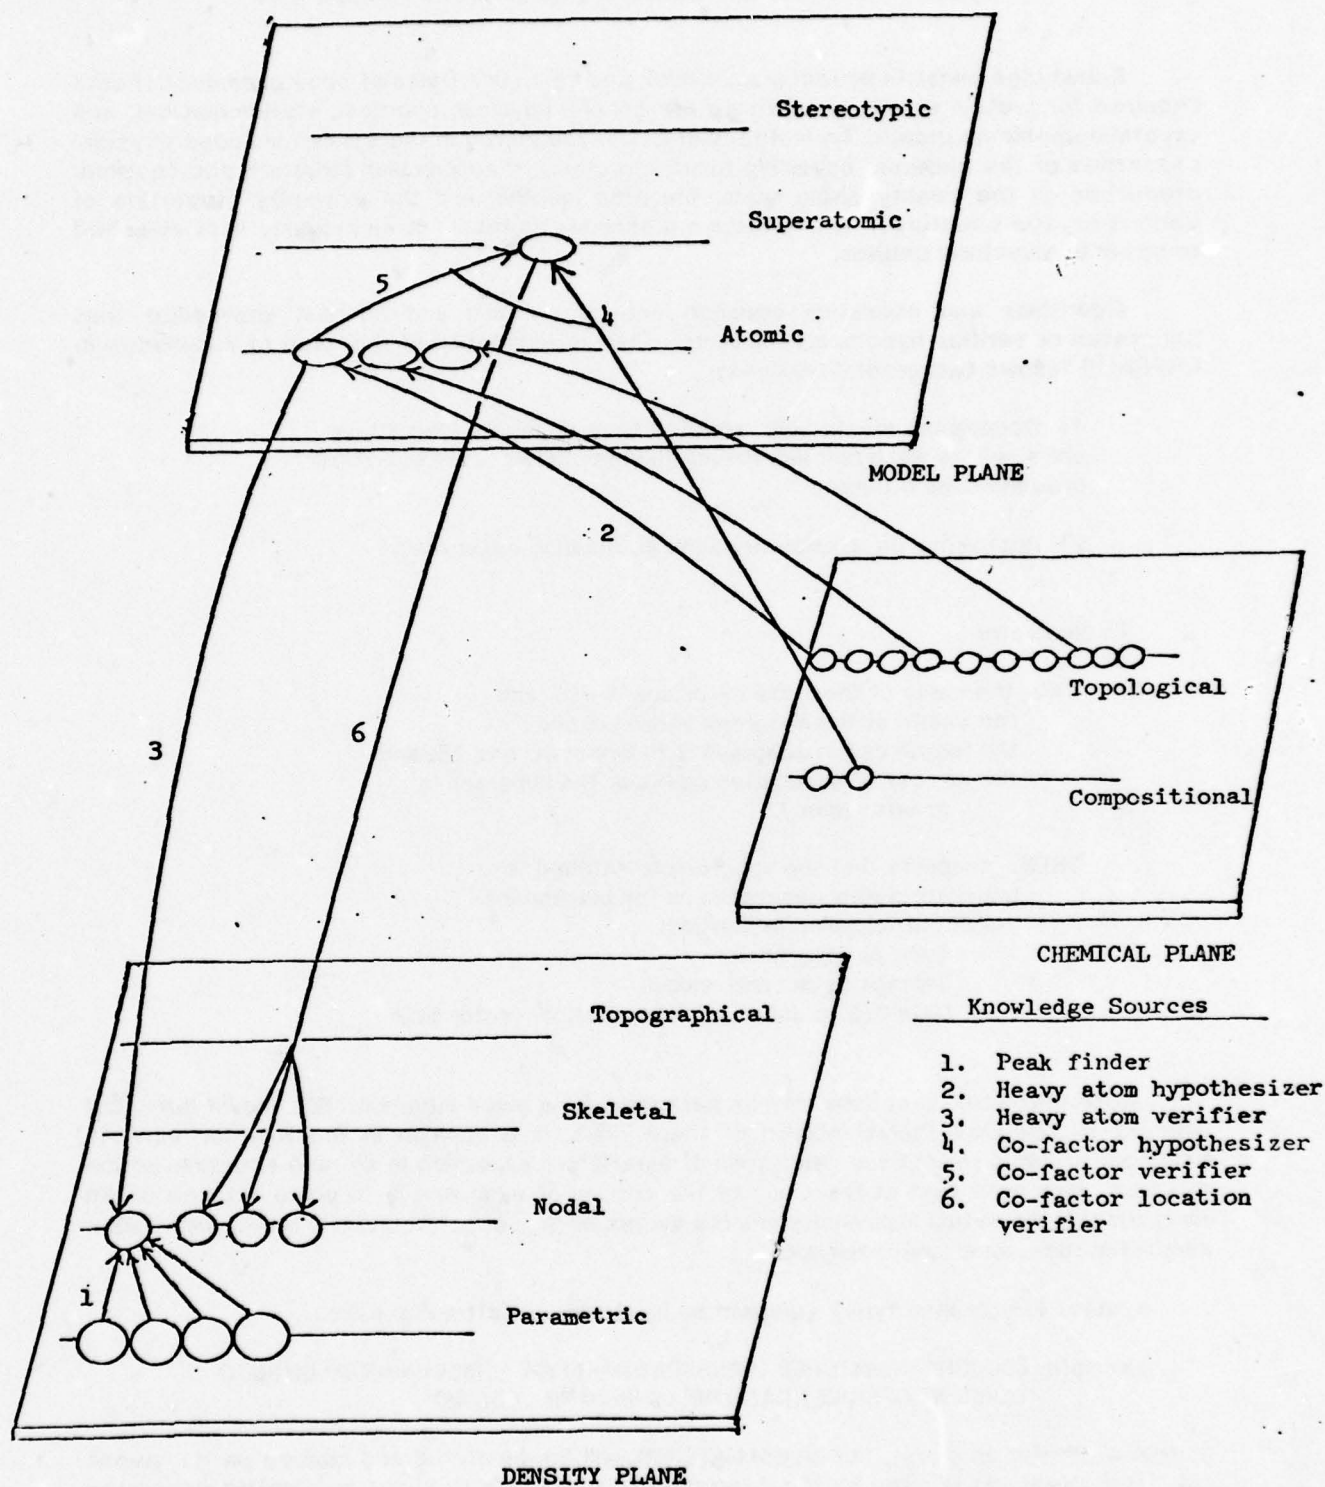 Stereotypic
Superatomic
5
4
Atomic
MODEL PLANE
2
Topological
3
6
Compositional
CHEMICAL PLANE
Topographical
Knowledge Sources
1. Peak finder
2. Heavy atom hypothesizer
3. Heavy atom verifier
4. Co-factor hypothesizer
5. Co-factor verifier
6. Co-factor location
verifier
Skeletal
Nodal
1
Parametric
DENSITY PLANE